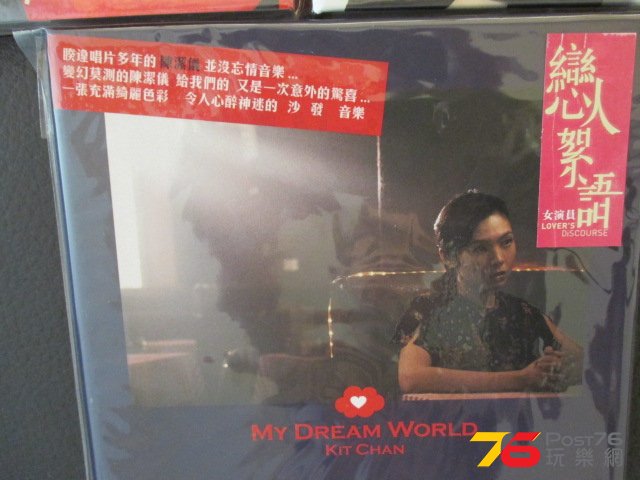 暌違唱片多年的 陳潔儀 並沒忘情音樂...
變幻莫測的陳潔儀 給我們的 又是一次意外的驚喜...
一張充滿綺麗色彩 令人心醉神迷的 沙發 音樂
戀人絮語
女演員
LOVER'S
DISCOURSE
MY DREAM WORLD
KIT CHAN
76 Post76
玩樂網